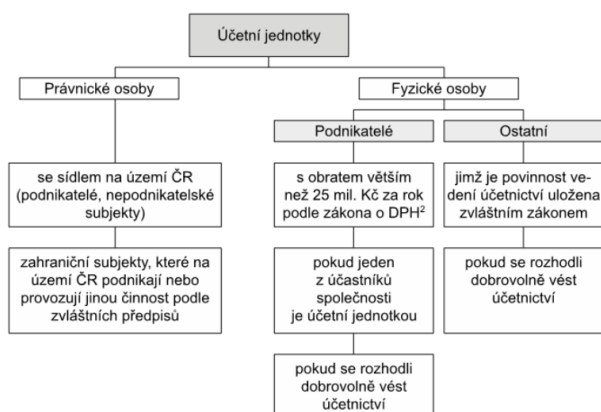 Účetní jednotky
Právnické osoby
Fyzické osoby
Podnikatelé
Ostatní
se sídlem na území ČR
(podnikatelé, nepodnikatelské
subjekty)
s obratem větším
než 25 mil. Kč za rok
podle zákona o DPH²
jimž je povinnost ve-
dení účetnictví uložena
zvláštním zákonem
zahraniční subjekty, které na
území ČR podnikají nebo
provozují jinou činnost podle
zvláštních předpisů
pokud jeden
z účastníků
společnosti
je účetní jednotkou
pokud se rozhodli
dobrovolně vést
účetnictví
pokud se rozhodli
dobrovolně vést
účetnictví